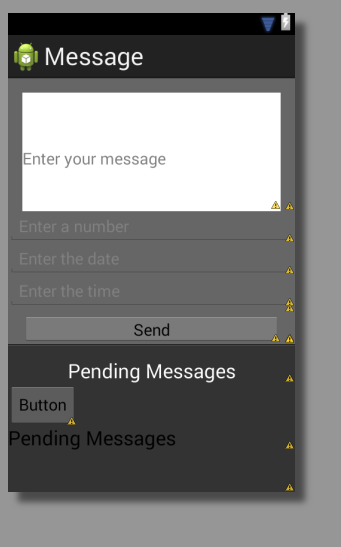 Message
Enter your message
Enter a number
Enter the date
Enter the time
Send
Pending Messages
Button
Pending Messages